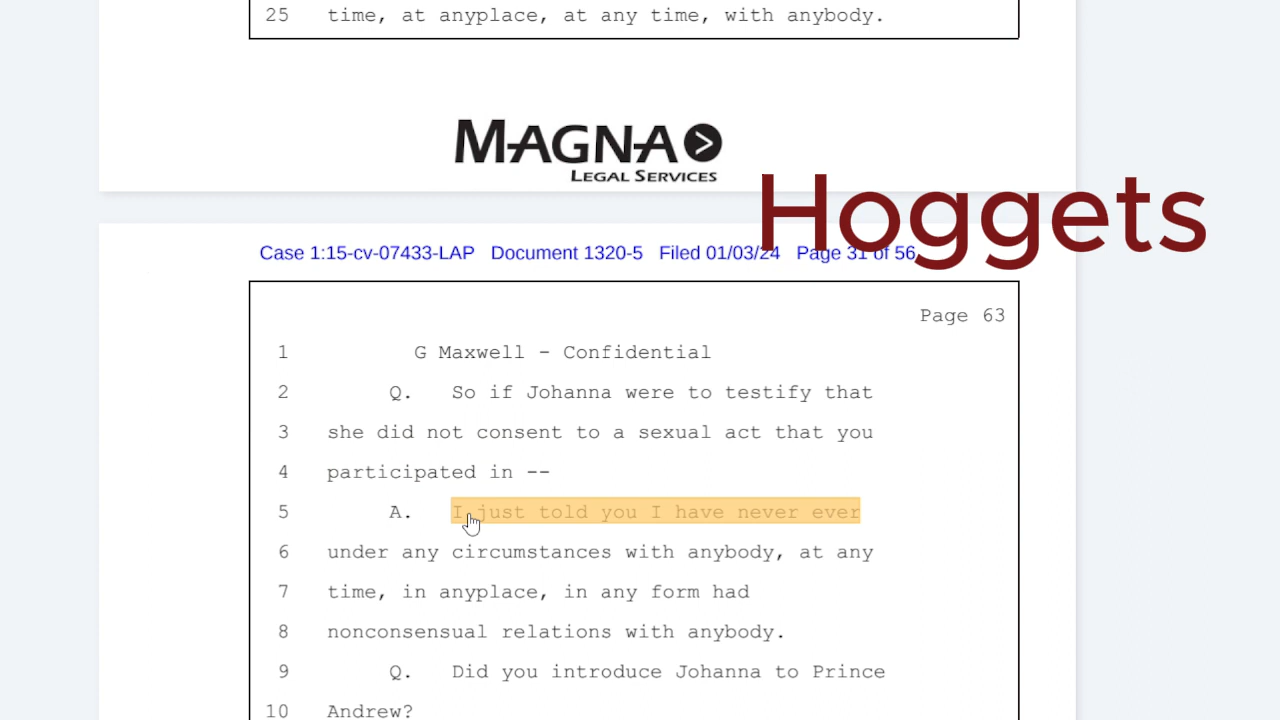 25 time, at anyplace, at any time, with anybody.
MAGNA
LEGAL SERVICES
Hoggets
Case 1:15-cv-07433-LAP Document 1320-5 Filed 01/03/24 Page 31 of 56
Page 63
1 G Maxwell - Confidential
2 Q. So if Johanna were to testify that
3 she did not consent to a sexual act that you
4 participated in --
5 A. I just told you I have never ever
6 under any circumstances with anybody, at any
7 time, in anyplace, in any form had
8 nonconsensual relations with anybody.
9 Q. Did you introduce Johanna to Prince
10 Andrew?